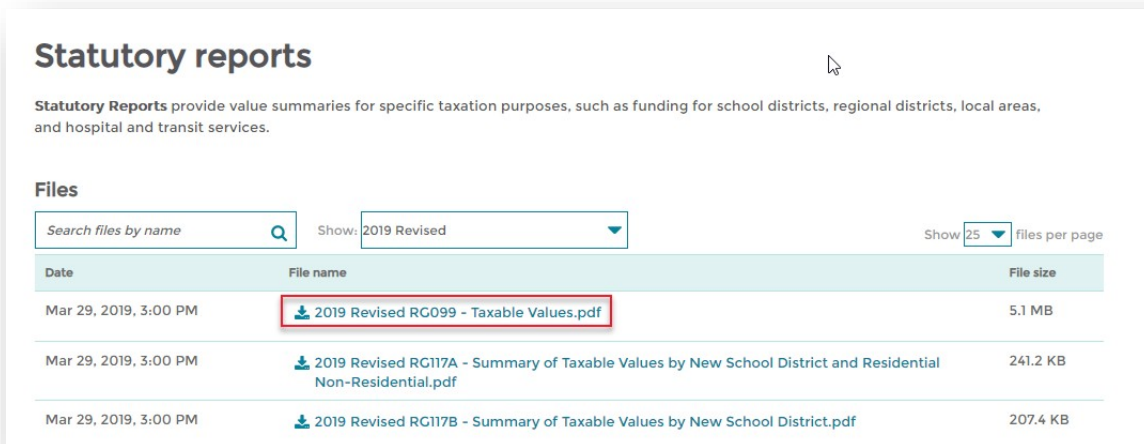 Statutory reports
Statutory Reports provide value summaries for specific taxation purposes, such as funding for school districts, regional districts, local areas,
and hospital and transit services.
Files
Search files by name
Show: 2019 Revised
Show 25 files per page
Date File name File size
Mar 29, 2019, 3:00 PM 2019 Revised RG099 - Taxable Values.pdf 5.1 MB
Mar 29, 2019, 3:00 PM 2019 Revised RG117A - Summary of Taxable Values by New School District and Residential 241.2 KB
Non-Residential.pdf
Mar 29, 2019, 3:00 PM 2019 Revised RG117B - Summary of Taxable Values by New School District.pdf 207.4 KB